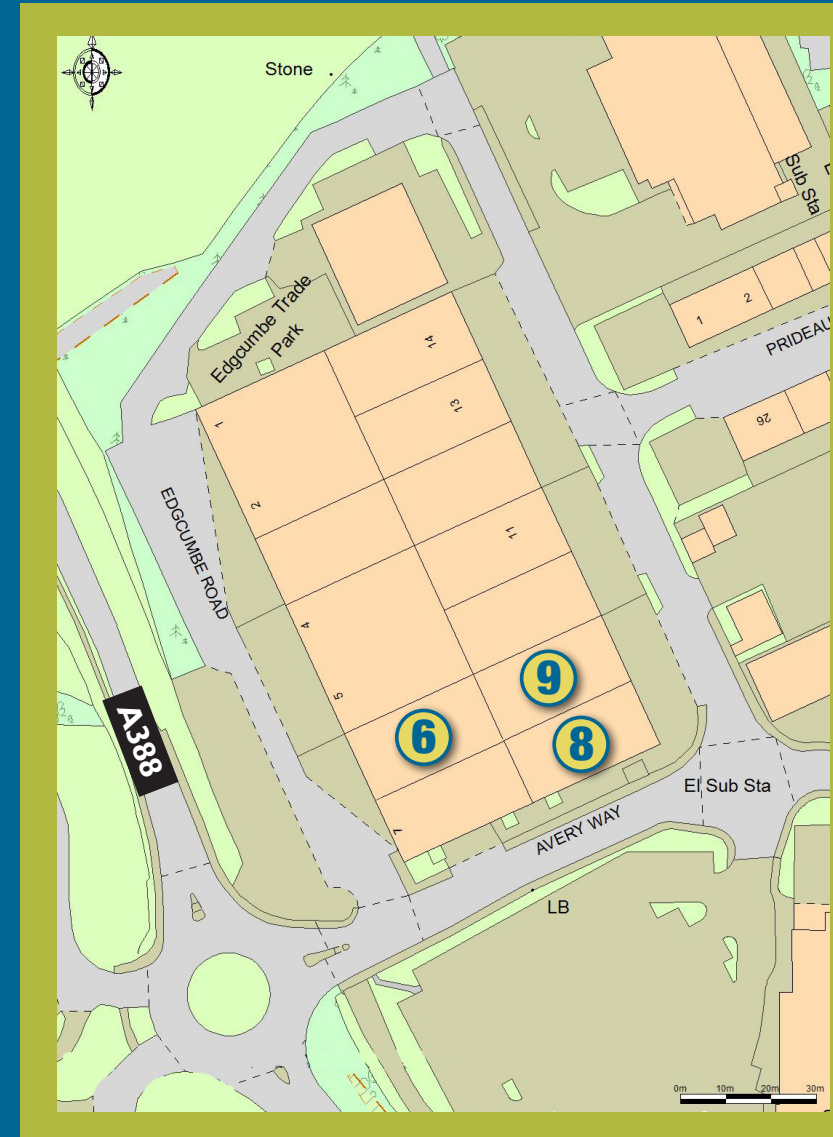 Stone
Sub Sta
Edgcumbe Trade
Park
1
2
PRIDEAU
14
13
26
1
2
EDGCUMBE ROAD
11
4
5
9
6
8
A388
7
El Sub Sta
AVERY WAY
LB
0m 10m 20m 30m